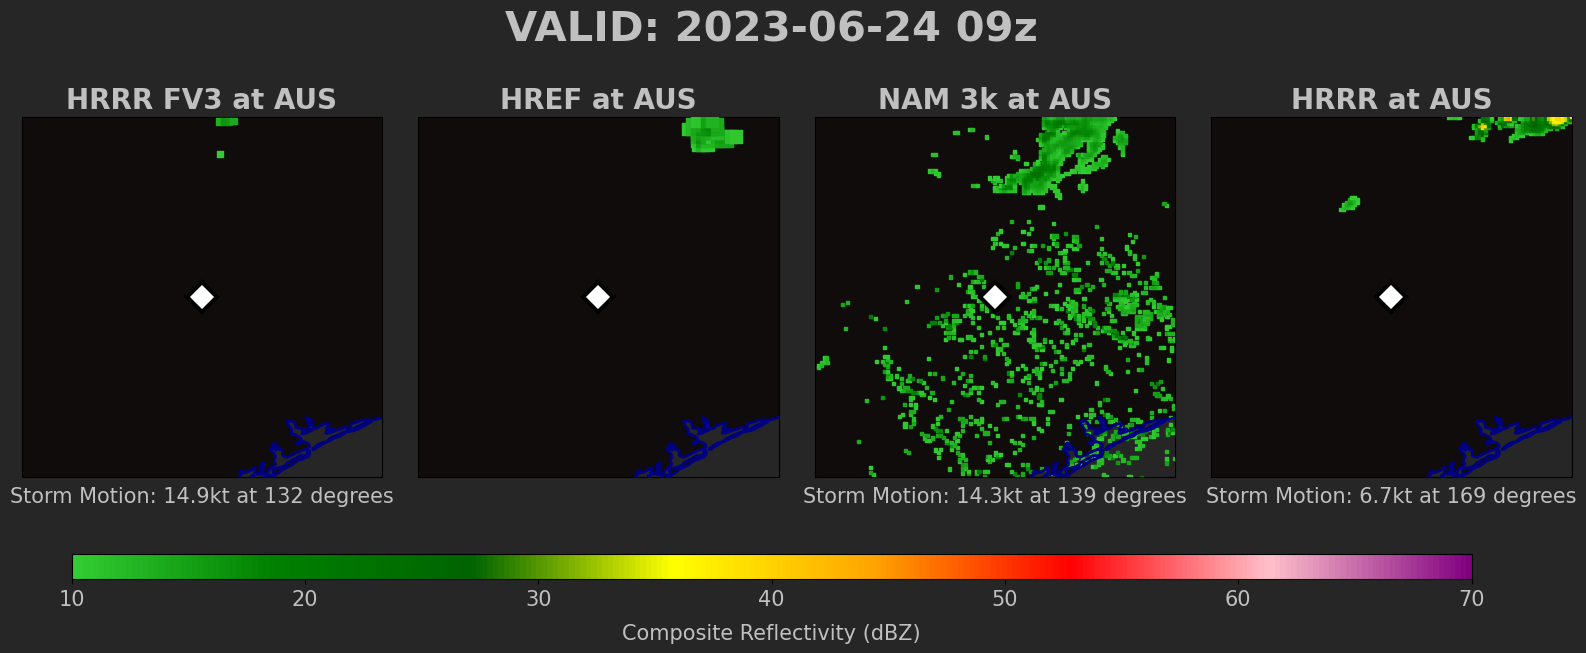 VALID: 2023-06-24 09z
HRRR FV3 at AUS
HREF at AUS
NAM 3k at AUS
HRRR at AUS
Storm Motion: 14.9kt at 132 degrees
Storm Motion: 14.3kt at 139 degrees
Storm Motion: 6.7kt at 169 degrees
10 20 30 40 50 60 70
Composite Reflectivity (dBZ)